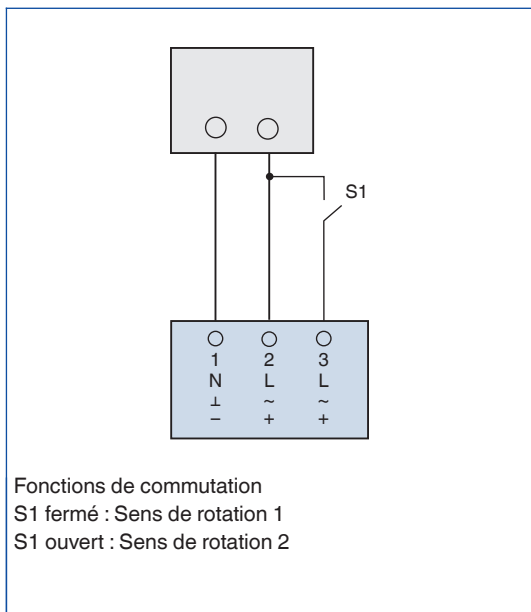 S1
1 2 3
N L L
⊥ ~ ~
− + +
Fonctions de commutation
S1 fermé : Sens de rotation 1
S1 ouvert : Sens de rotation 2